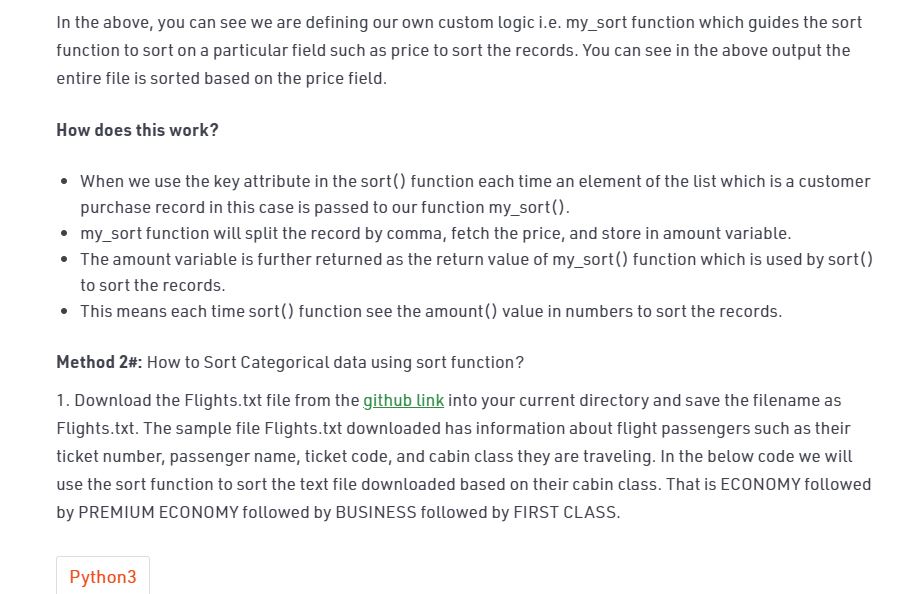 In the above, you can see we are defining our own custom logic i.e. my_sort function which guides the sort
function to sort on a particular field such as price to sort the records. You can see in the above output the
entire file is sorted based on the price field.
How does this work?
• When we use the key attribute in the sort() function each time an element of the list which is a customer
purchase record in this case is passed to our function my_sort().
• my_sort function will split the record by comma, fetch the price, and store in amount variable.
• The amount variable is further returned as the return value of my_sort() function which is used by sort()
to sort the records.
• This means each time sort() function see the amount() value in numbers to sort the records.
Method 2#: How to Sort Categorical data using sort function?
1. Download the Flights.txt file from the github link into your current directory and save the filename as
Flights.txt. The sample file Flights.txt downloaded has information about flight passengers such as their
ticket number, passenger name, ticket code, and cabin class they are traveling. In the below code we will
use the sort function to sort the text file downloaded based on their cabin class. That is ECONOMY followed
by PREMIUM ECONOMY followed by BUSINESS followed by FIRST CLASS.
Python3